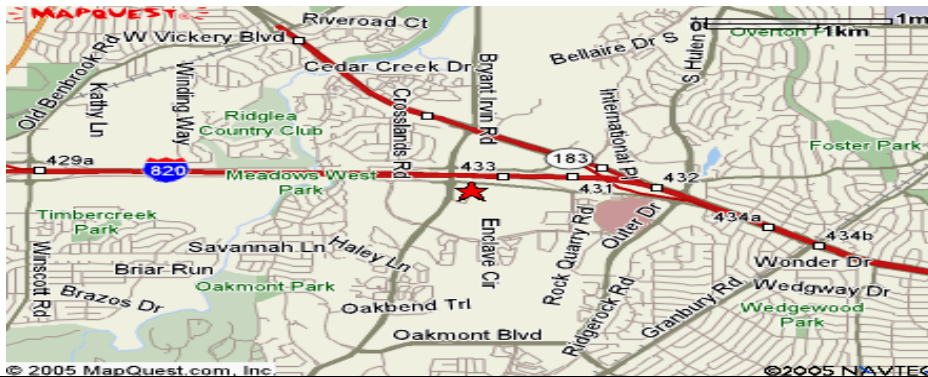 MAPQUEST
Riveroad Ct
1mi
1km
W Vickery Blvd
Old Benbrook Rd
Cedar Creek Dr
Bryant Irvin Rd
Bellaire Dr S
S Hulen
Overton
Kathy Ln
Winding Way
Ridglea
Country Club
Crosslands Rd
International Pl
183
Foster Park
429a
820
433
431
432
Meadows West
Park
Timbercreek
Park
Winscott Rd
Savannah Ln
Haley Ln
Enclave Cir
Rock Quarry Rd
Outer Dr
434a
434b
Briar Run
Brazos Dr
Oakmont Park
Oakbend Trl
Oakmont Blvd
Ridgerock Rd
Granbury Rd
Wonder Dr
Wedgway Dr
Wedgewood
Park
© 2005 MapQuest.com, Inc.
©2005 NAVTEQ